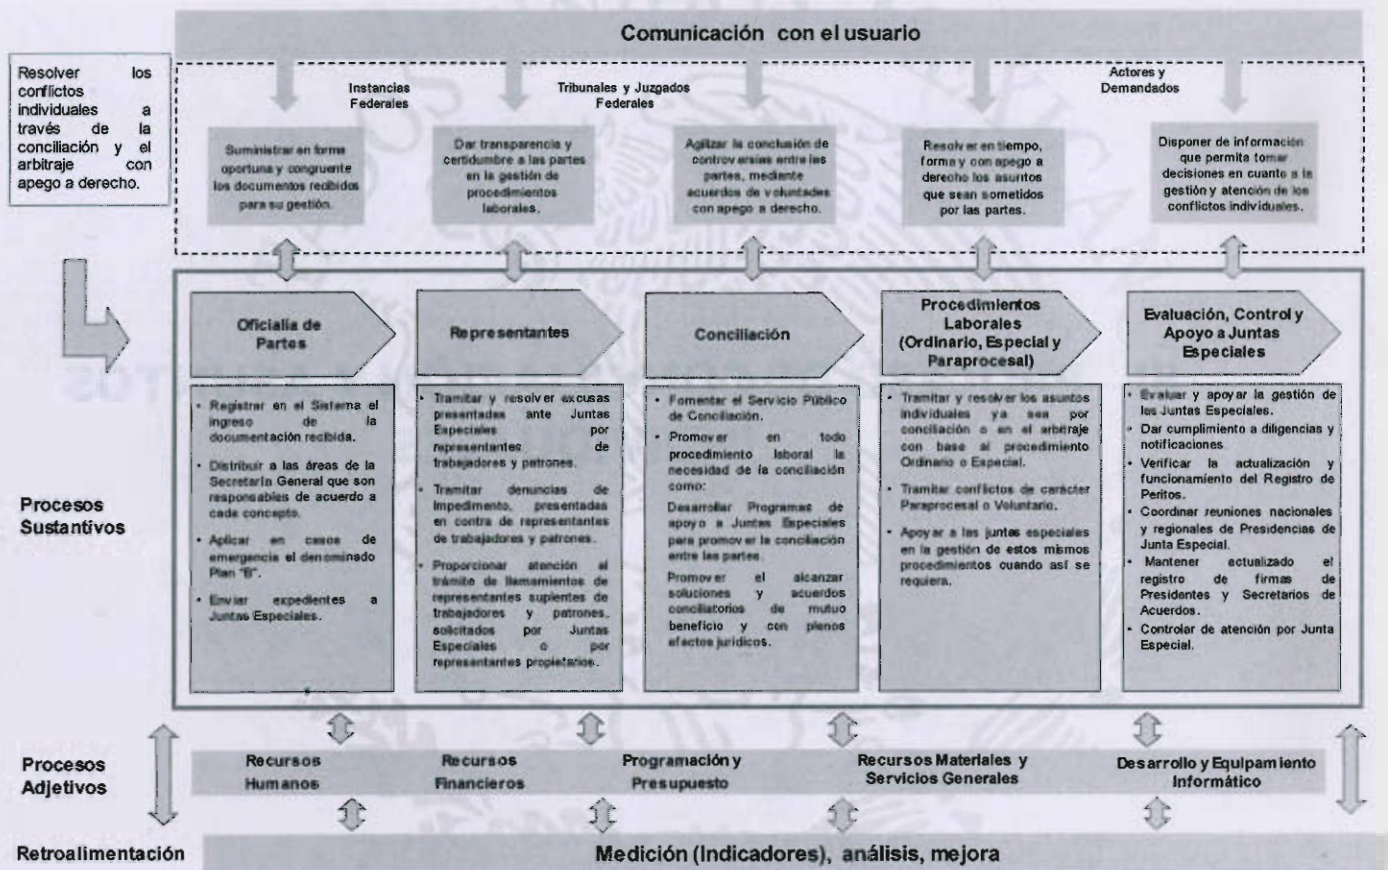 Comunicación con el usuario
Resolver los
conflictos
individuales a
través de la
conciliación y el
arbitraje con
apego a derecho.
Instancias
Federales
Tribunales y Juzgados
Federales
Actores y
Demandados
Suministrar en forma
oportuna y congruente
los documentos recibidos
para su gestión.
Dar transparencia y
certidumbre a las partes
en la gestión de
procedimientos
laborales.
Agilizar la conclusión de
controversias entre las
partes, mediante
acuerdos de voluntades
con apego a derecho.
Resolver en tiempo,
forma y con apego a
derecho los asuntos
que sean sometidos
por las partes.
Disponer de información
que permita tomar
decisiones en cuanto a la
gestión y atención de los
conflictos individuales.
Procesos
Sustantivos
Oficialia de
Partes
• Registrar en el Sistema el
ingreso de la
documentación recibida.
• Distribuir a las áreas de la
Secretaría General que son
responsables de acuerdo a
cada concepto.
• Aplicar en casos de
emergencia el denominado
Plan "B".
• Enviar expedientes a
Juntas Especiales.
Representantes
• Tramitar y resolver excusas
presentadas ante Juntas
Especiales por
representantes de
trabajadores y patrones.
• Tramitar denuncias de
impedimento, presentadas
en contra de representantes
de trabajadores y patrones.
• Proporcionar atención al
trámite de llamamientos de
representantes suplentes de
trabajadores y patrones,
solicitados por Juntas
Especiales o por
representantes propietarios.
Conciliación
• Fomentar el Servicio Público
de Conciliación.
• Promover en todo
procedimiento laboral la
necesidad de la conciliación
como:
Desarrollar Programas de
apoyo a Juntas Especiales
para promover la conciliación
entre las partes.
Promover el alcanzar
soluciones y acuerdos
conciliatorios de mutuo
beneficio y con plenos
efectos jurídicos.
Procedimientos
Laborales
(Ordinario, Especial y
Paraprocesal)
• Tramitar y resolver los asuntos
individuales ya sea por
conciliación o en el arbitraje
con base al procedimiento
Ordinario o Especial.
• Tramitar conflictos de carácter
Paraprocesal o Voluntario.
• Apoyar a las juntas especiales
en la gestión de estos mismos
procedimientos cuando así se
requiera.
Evaluación, Control y
Apoyo a Juntas
Especiales
• Evaluar y apoyar la gestión de
las Juntas Especiales.
• Dar cumplimiento a diligencias y
notificaciones
• Verificar la actualización y
funcionamiento del Registro de
Peritos.
• Coordinar reuniones nacionales
y regionales de Presidencias de
Junta Especial.
• Mantener actualizado el
registro de firmas de
Presidentes y Secretarios de
Acuerdos.
• Controlar de atención por Junta
Especial.
Procesos
Adjetivos
Recursos
Humanos
Recursos
Financieros
Programación y
Presupuesto
Recursos Materiales y
Servicios Generales
Desarrollo y Equipamiento
Informático
Retroalimentación
Medición (Indicadores), análisis, mejora